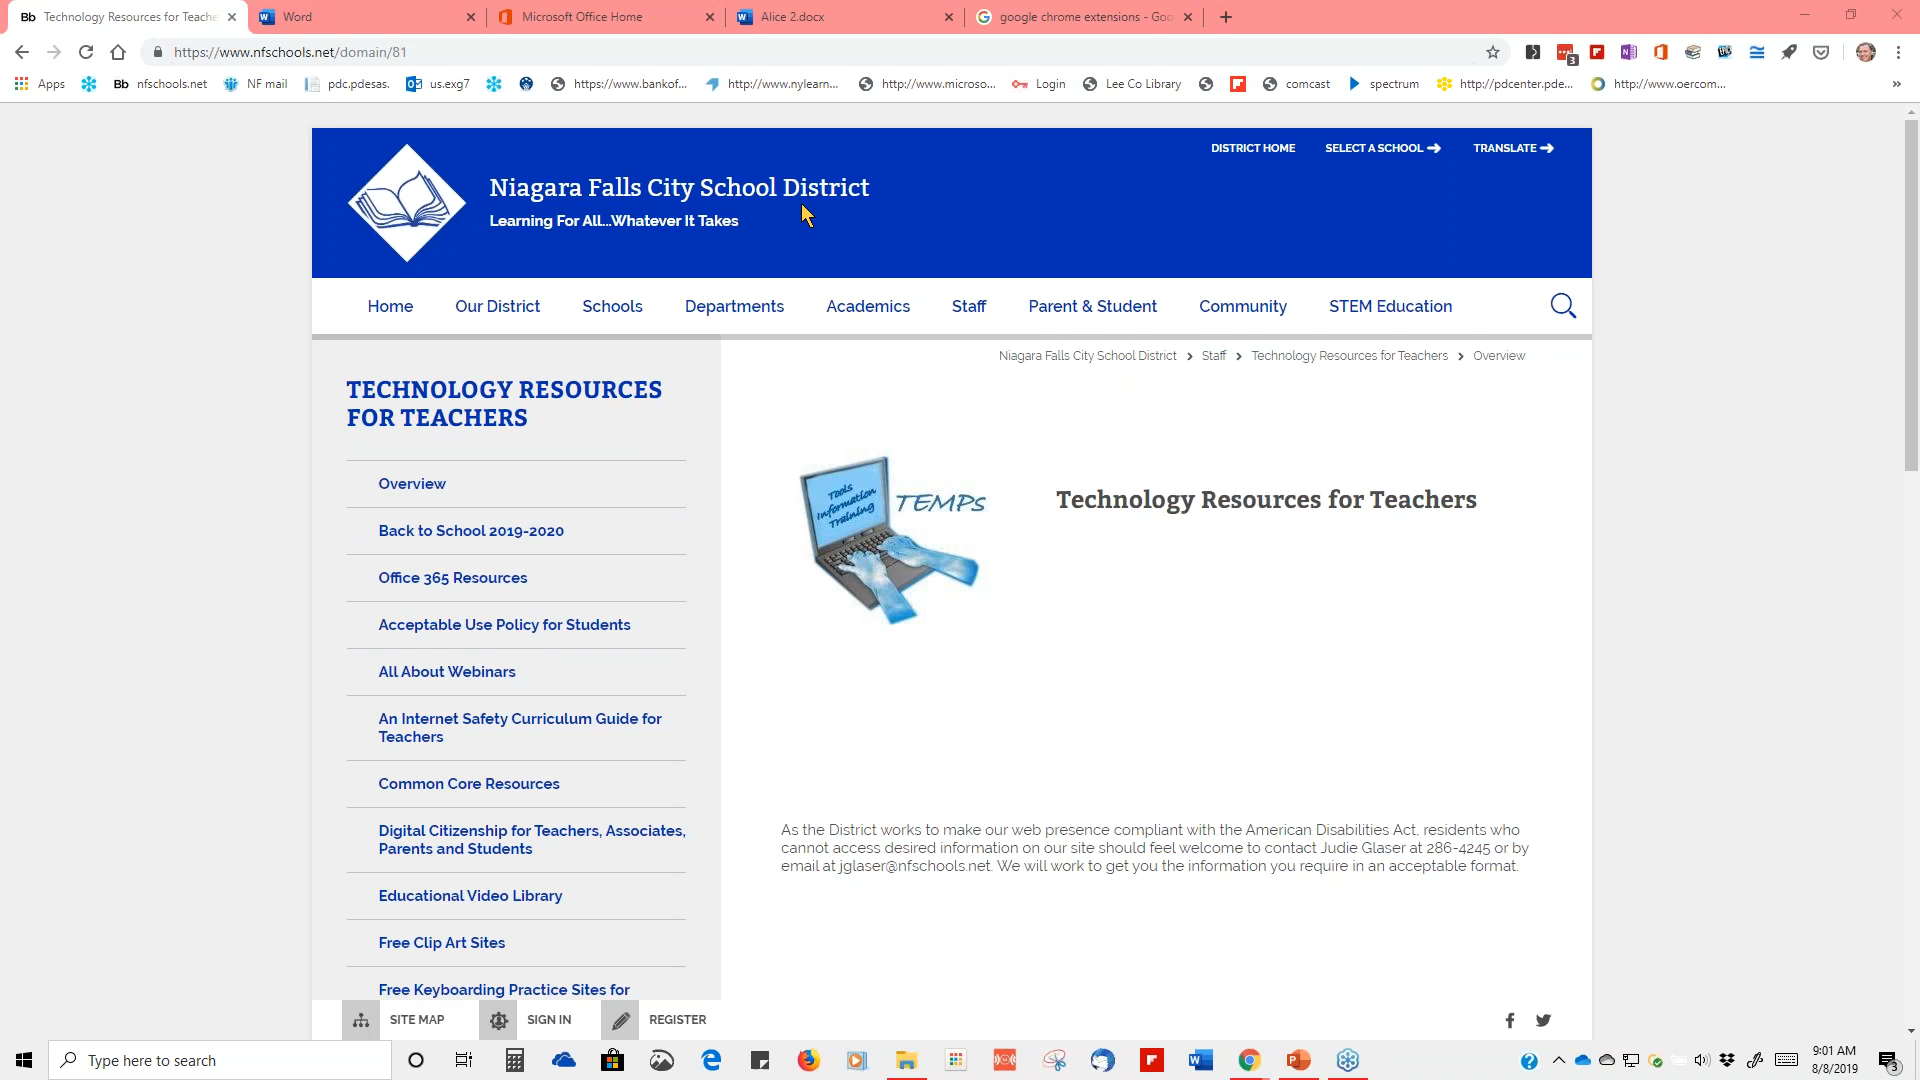 Bb Technology Resources for Teache
Word
Microsoft Office Home
Alice 2.docx
google chrome extensions - Goo
https://www.nfschools.net/domain/81
3
Apps
Bb nfschools.net
NF mail
pdc.pdesas.
us.exg7
https://www.bankof...
http://www.nylearn...
http://www.microso...
Login
Lee Co Library
comcast
spectrum
http://pdcenter.pde...
http://www.oercom...
»
DISTRICT HOME
SELECT A SCHOOL
TRANSLATE
Niagara Falls City School District
Learning For All...Whatever It Takes
Home
Our District
Schools
Departments
Academics
Staff
Parent & Student
Community
STEM Education
Niagara Falls City School District > Staff > Technology Resources for Teachers > Overview
TECHNOLOGY RESOURCES
FOR TEACHERS
Overview
Back to School 2019-2020
Office 365 Resources
Acceptable Use Policy for Students
All About Webinars
An Internet Safety Curriculum Guide for
Teachers
Common Core Resources
Digital Citizenship for Teachers, Associates,
Parents and Students
Educational Video Library
Free Clip Art Sites
Free Keyboarding Practice Sites for
Tools
Information
Training
TEMPs
Technology Resources for Teachers
As the District works to make our web presence compliant with the American Disabilities Act, residents who
cannot access desired information on our site should feel welcome to contact Judie Glaser at 286-4245 or by
email at jglaser@nfschools.net. We will work to get you the information you require in an acceptable format.
SITE MAP
SIGN IN
REGISTER
Type here to search
9:01 AM
8/8/2019
3